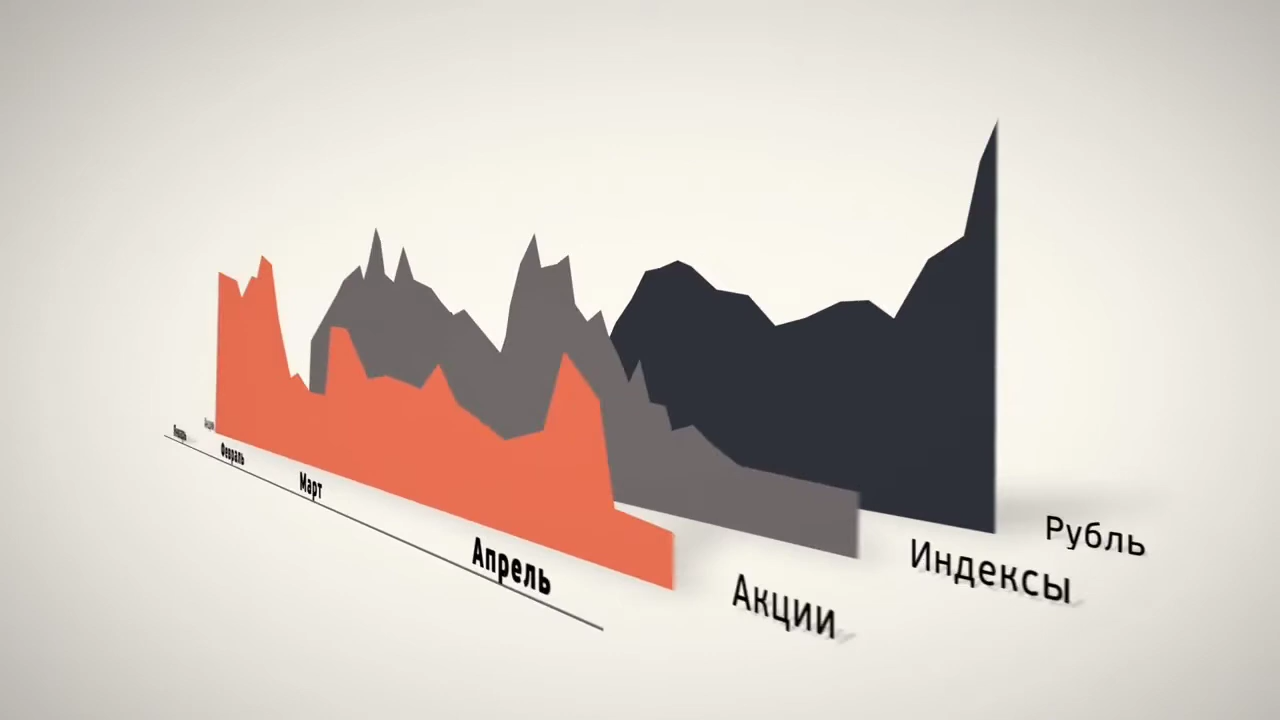 Февраль
Март
Апрель
Акции
Индексы
Рубль